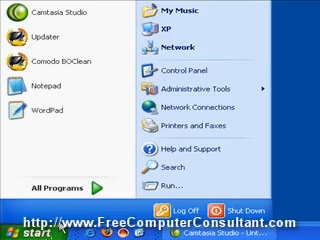 Camtasia Studio
Updater
Comodo BOClean
Notepad
WordPad
All Programs
My Music
XP
Network
Control Panel
Administrative Tools
Network Connections
Printers and Faxes
Help and Support
Search
Run...
Log Off
Shut Down
http://www.FreeComputerConsultant.com
start
Camtasia Studio - Unt...